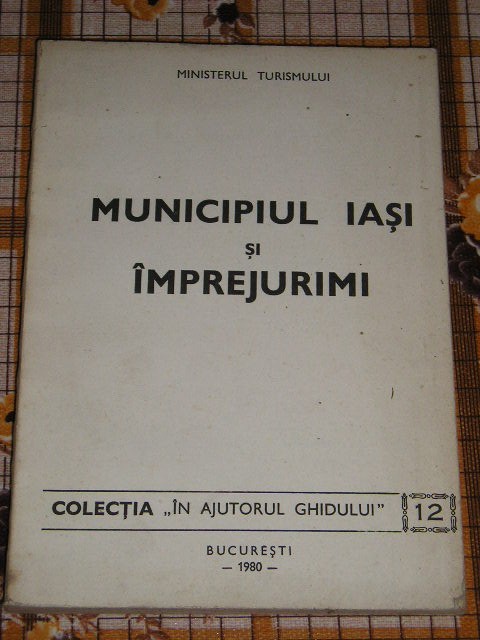 MINISTERUL TURISMULUI
MUNICIPIUL IAȘI
ȘI
ÎMPREJURIMI
COLECȚIA „ÎN AJUTORUL GHIDULUI” 12
BUCUREȘTI
— 1980 —